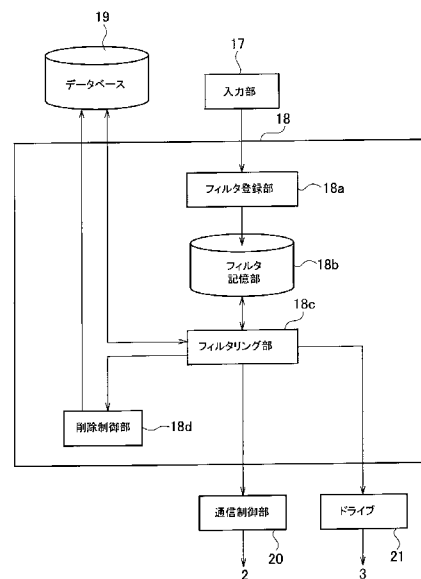 19
データベース
17
入力部
18
フィルタ登録部
18a
フィルタ
記憶部
18b
18c
フィルタリング部
削除制御部
18d
通信制御部
20
ドライブ
21
2
3